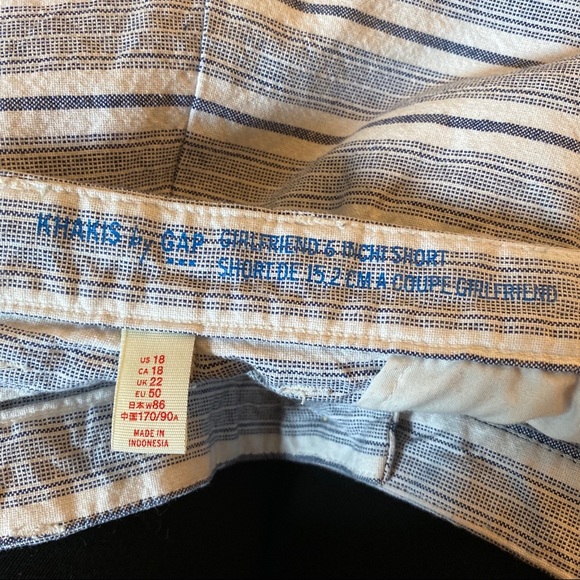 KHAKIS by GAP
GIRLFRIEND 6 INCH SHORT
SHORT DE 15,2 CM À COUPE GIRLFRIEND
US 18
CA 18
UK 22
EU 50
日本 W86
中国 170/90A
MADE IN
INDONESIA